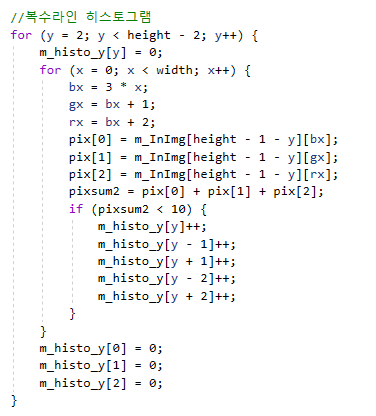 //복수라인 히스토그램
for (y = 2; y < height - 2; y++) {
    m_histo_y[y] = 0;
    for (x = 0; x < width; x++) {
        bx = 3 * x;
        gx = bx + 1;
        rx = bx + 2;
        pix[0] = m_InImg[height - 1 - y][bx];
        pix[1] = m_InImg[height - 1 - y][gx];
        pix[2] = m_InImg[height - 1 - y][rx];
        pixsum2 = pix[0] + pix[1] + pix[2];
        if (pixsum2 < 10) {
            m_histo_y[y]++;
            m_histo_y[y - 1]++;
            m_histo_y[y + 1]++;
            m_histo_y[y - 2]++;
            m_histo_y[y + 2]++;
        }
    }
    m_histo_y[0] = 0;
    m_histo_y[1] = 0;
    m_histo_y[2] = 0;
}